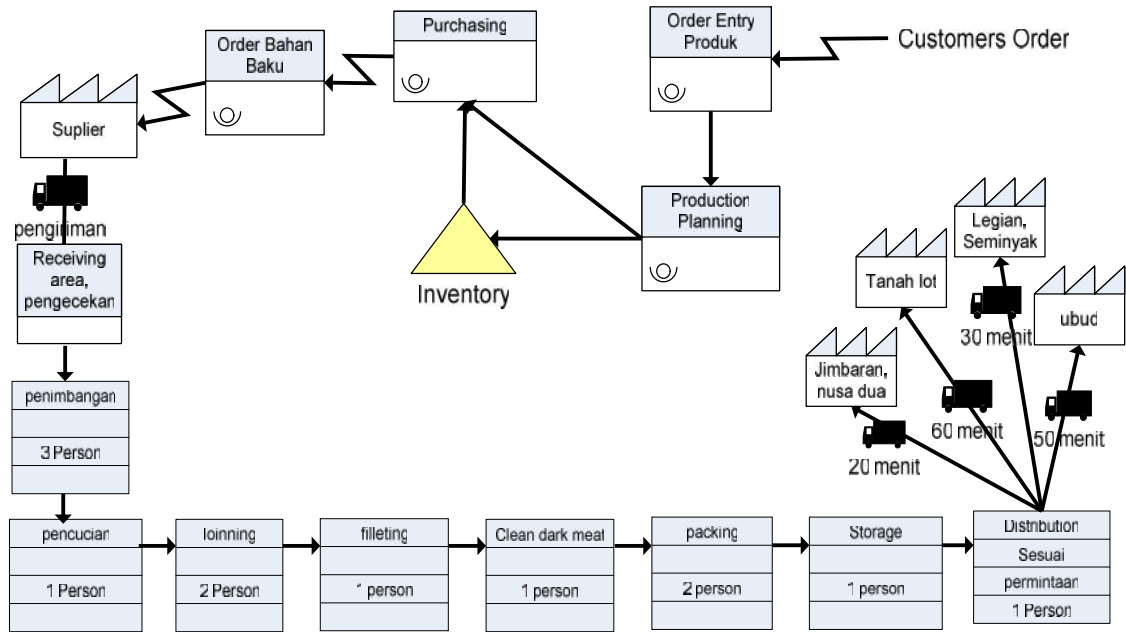 Purchasing
Order Entry
Produk
Customers Order
Order Bahan
Baku
Suplier
pengiriman
Receiving
area,
pengecekan
Inventory
Production
Planning
Legian,
Seminyak
Tanah lot
ubud
Jimbaran,
nusa dua
30 menit
60 menit
50 menit
20 menit
penimbangan
3 Person
pencucian
1 Person
loinning
2 Person
filleting
1 person
Clean dark meat
1 person
packing
2 person
Storage
1 person
Distribution
Sesuai
permintaan
1 Person